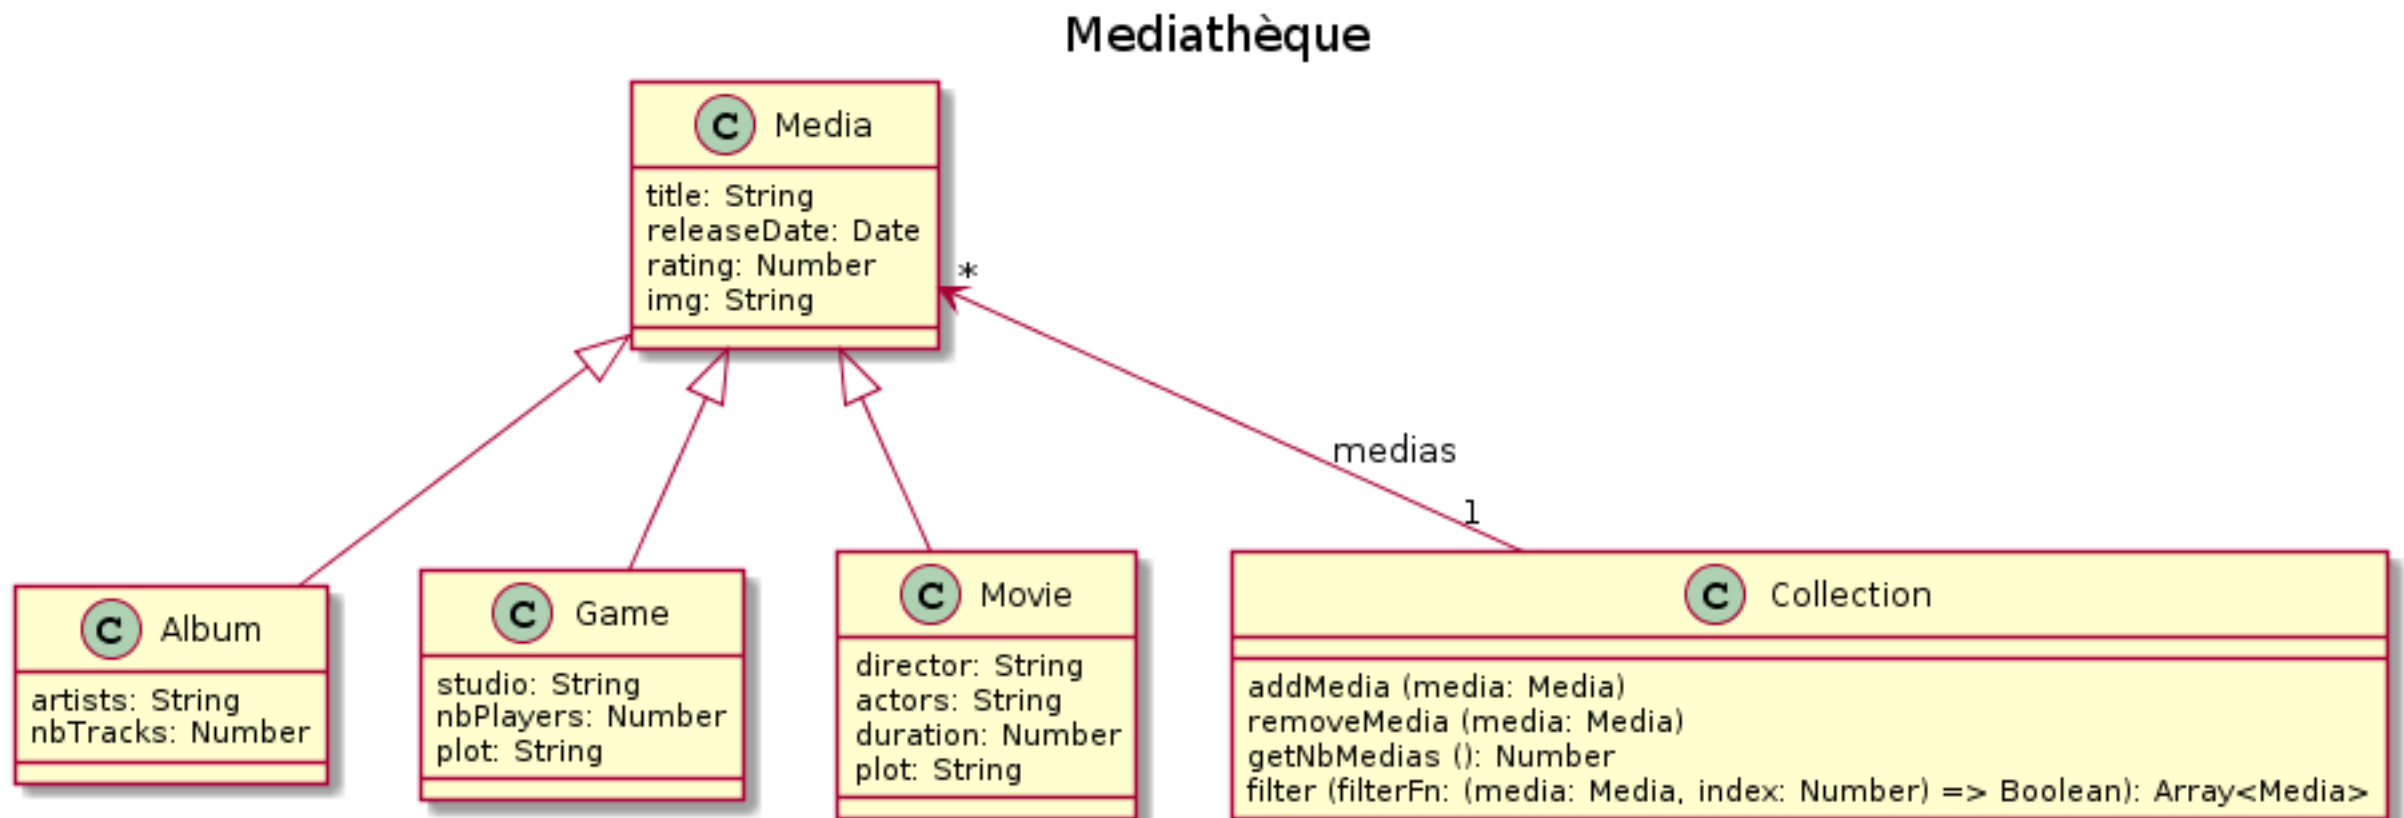 Mediathèque
C Media
title: String
releaseDate: Date
rating: Number
img: String
*
medias
1
C Album
artists: String
nbTracks: Number
C Game
studio: String
nbPlayers: Number
plot: String
C Movie
director: String
actors: String
duration: Number
plot: String
C Collection
addMedia (media: Media)
removeMedia (media: Media)
getNbMedias (): Number
filter (filterFn: (media: Media, index: Number) => Boolean): Array<Media>